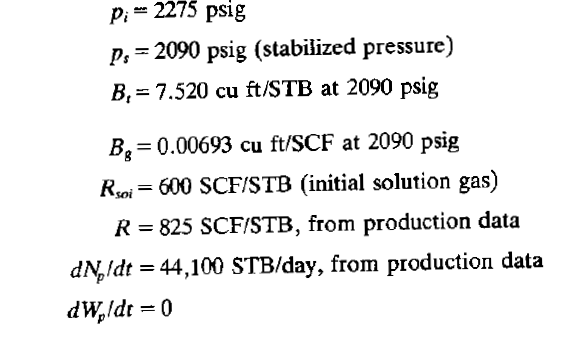 p_i = 2275 psig
p_s = 2090 psig (stabilized pressure)
B_t = 7.520 cu ft/STB at 2090 psig
B_g = 0.00693 cu ft/SCF at 2090 psig
R_soi = 600 SCF/STB (initial solution gas)
R = 825 SCF/STB, from production data
dN_p/dt = 44,100 STB/day, from production data
dW_p/dt = 0